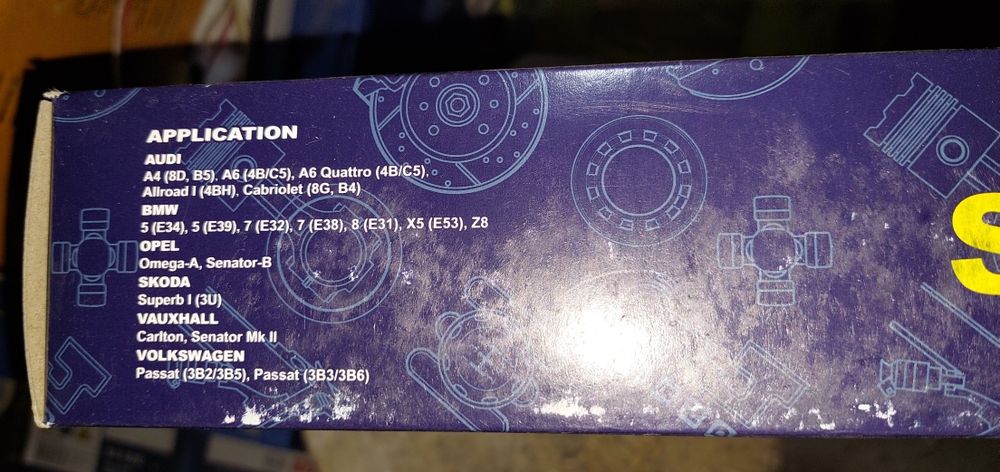 APPLICATION
AUDI
A4 (8D, B5), A6 (4B/C5), A6 Quattro (4B/C5),
Allroad I (4BH), Cabriolet (8G, B4)
BMW
5 (E34), 5 (E39), 7 (E32), 7 (E38), 8 (E31), X5 (E53), Z8
OPEL
Omega-A, Senator-B
SKODA
Superb I (3U)
VAUXHALL
Carlton, Senator Mk II
VOLKSWAGEN
Passat (3B2/3B5), Passat (3B3/3B6)